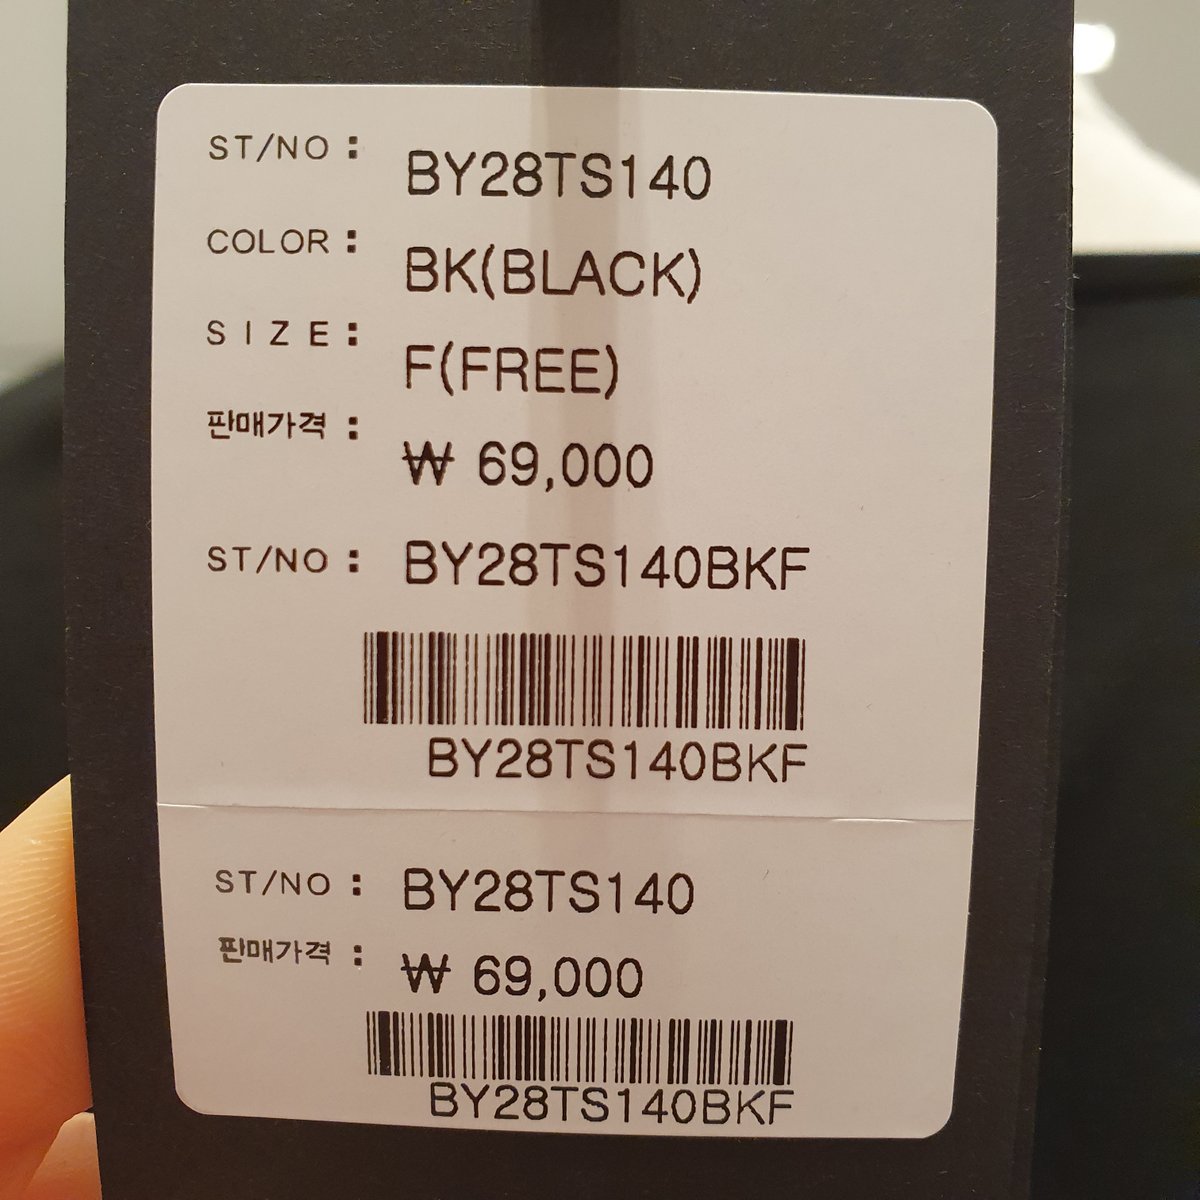 ST/NO : BY28TS140
COLOR : BK(BLACK)
SIZE : F(FREE)
판매가격 : ₩ 69,000
ST/NO : BY28TS140BKF
BY28TS140BKF
ST/NO : BY28TS140
판매가격 : ₩ 69,000
BY28TS140BKF